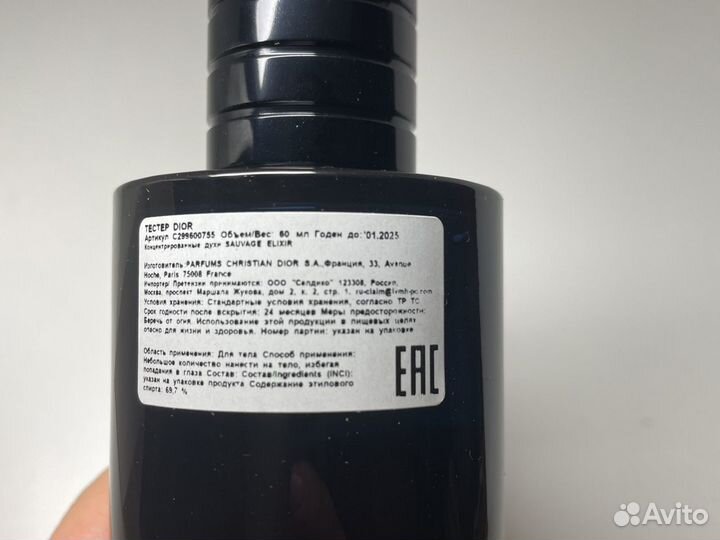 ТЕСТЕР DIOR
Артикул C299600755 Объем/Вес: 60 мл Годен до: 01.2025
Концентрированные духи SAUVAGE ELIXIR
Изготовитель: PARFUMS CHRISTIAN DIOR S.A., Франция, 33, Avenue
Hoche, Paris 75008 France
Импортер/ Претензии принимаются: ООО "Селдико" 123308, Россия,
Москва, проспект Маршала Жукова, дом 2, к. 2, стр. 1, ru-claim@lvmh-pc.com
Условия хранения: Стандартные условия хранения, согласно ТР ТС
Срок годности после вскрытия: 24 месяцев Меры предосторожности:
Беречь от огня. Использование этой продукции в пищевых целях
опасно для жизни и здоровья. Номер партии: указан на упаковке
Область применения: Для тела Способ применения:
Небольшое количество нанести на тело, избегая
попадания в глаза Состав: Состав/Ingredients (INCI):
указан на упаковке продукта Содержание этилового
спирта: 69,7 %
EAC
Avito